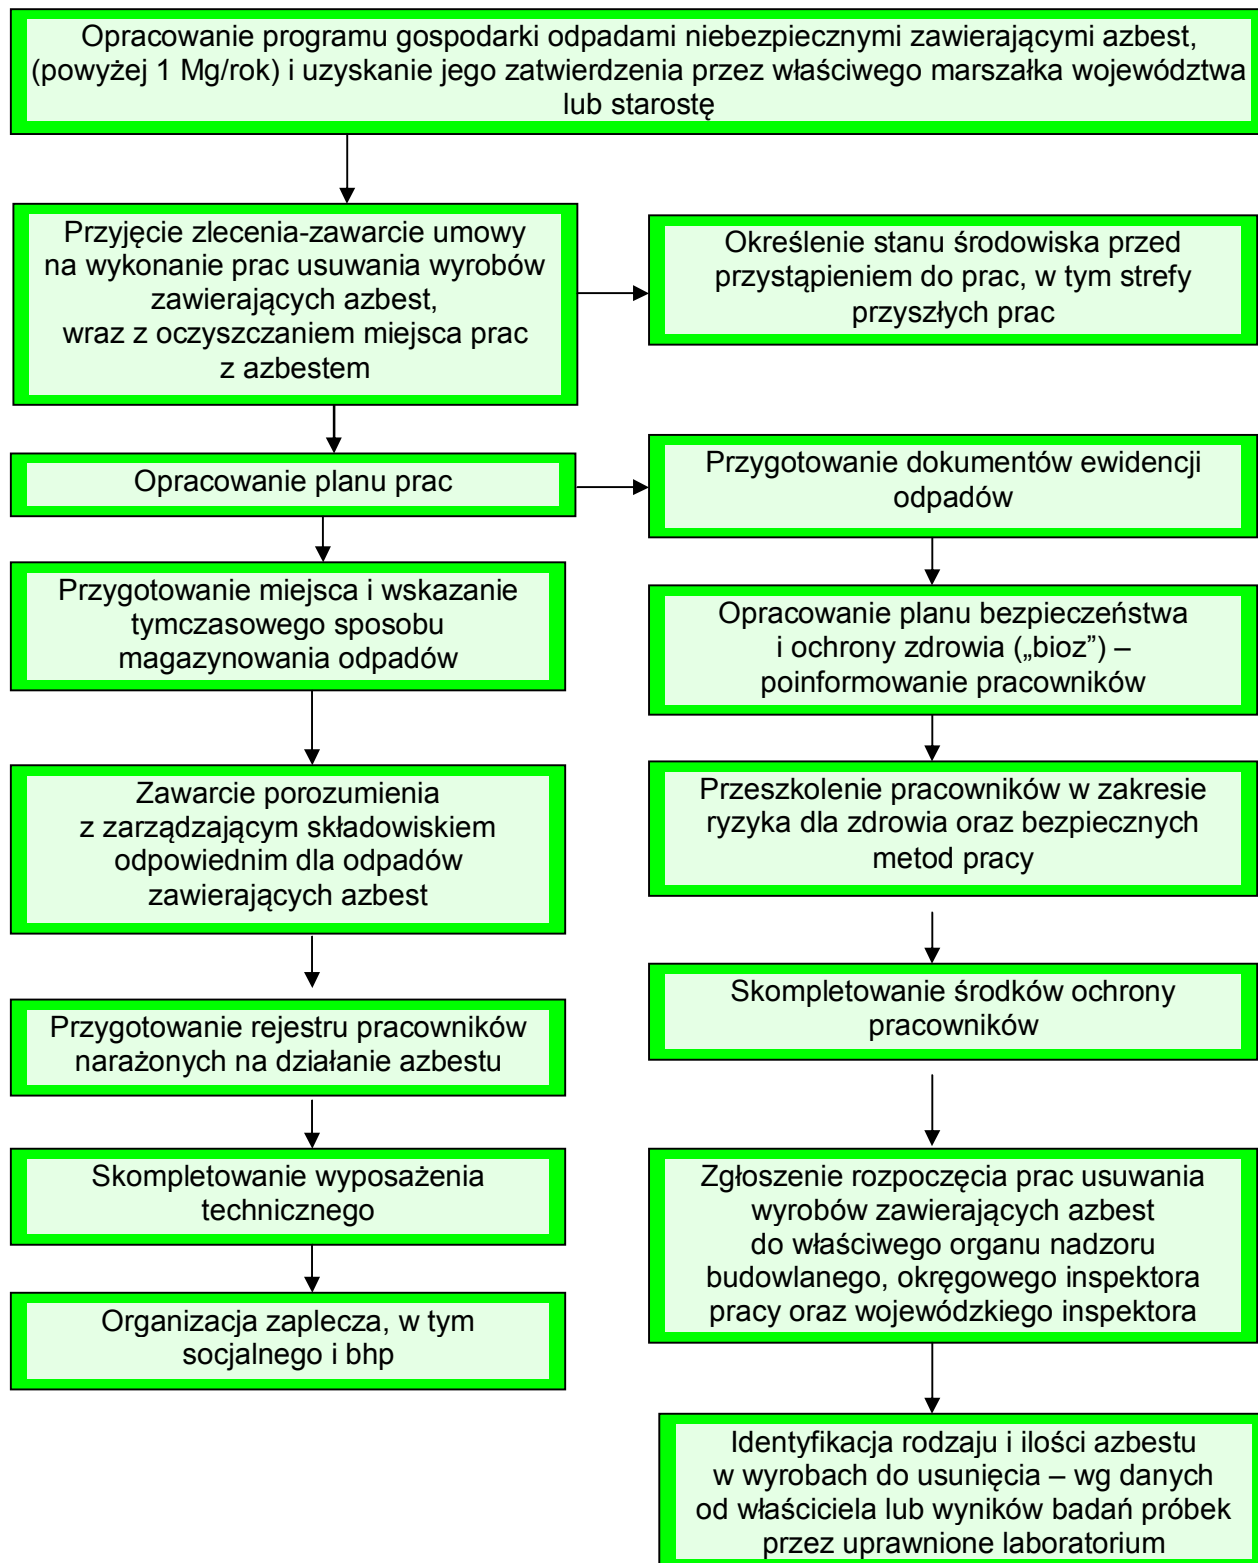 Opracowanie programu gospodarki odpadami niebezpiecznymi zawierającymi azbest,
(powyżej 1 Mg/rok) i uzyskanie jego zatwierdzenia przez właściwego marszałka województwa
lub starostę
Przyjęcie zlecenia-zawarcie umowy
na wykonanie prac usuwania wyrobów
zawierających azbest,
wraz z oczyszczaniem miejsca prac
z azbestem
Określenie stanu środowiska przed
przystąpieniem do prac, w tym strefy
przyszłych prac
Opracowanie planu prac
Przygotowanie dokumentów ewidencji
odpadów
Przygotowanie miejsca i wskazanie
tymczasowego sposobu
magazynowania odpadów
Opracowanie planu bezpieczeństwa
i ochrony zdrowia („bioz”) –
poinformowanie pracowników
Zawarcie porozumienia
z zarządzającym składowiskiem
odpowiednim dla odpadów
zawierających azbest
Przeszkolenie pracowników w zakresie
ryzyka dla zdrowia oraz bezpiecznych
metod pracy
Przygotowanie rejestru pracowników
narażonych na działanie azbestu
Skompletowanie środków ochrony
pracowników
Skompletowanie wyposażenia
technicznego
Zgłoszenie rozpoczęcia prac usuwania
wyrobów zawierających azbest
do właściwego organu nadzoru
budowlanego, okręgowego inspektora
pracy oraz wojewódzkiego inspektora
Organizacja zaplecza, w tym
socjalnego i bhp
Identyfikacja rodzaju i ilości azbestu
w wyrobach do usunięcia – wg danych
od właściciela lub wyników badań próbek
przez uprawnione laboratorium